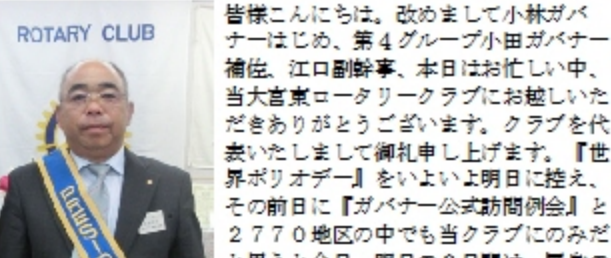 ROTARY CLUB
PRESI
皆様こんにちは。改めまして小林ガバ
ナーはじめ、第４グループ小田ガバナー
補佐、江口副幹事、本日はお忙しい中、
当大宮東ロータリークラブにお越しいた
だきありがとうございます。クラブを代
表いたしまして御礼申し上げます。『世
界ポリオデー』をいよいよ明日に控え、
その前日に『ガバナー公式訪問例会』と
２７７０地区の中でも当クラブにのみだ